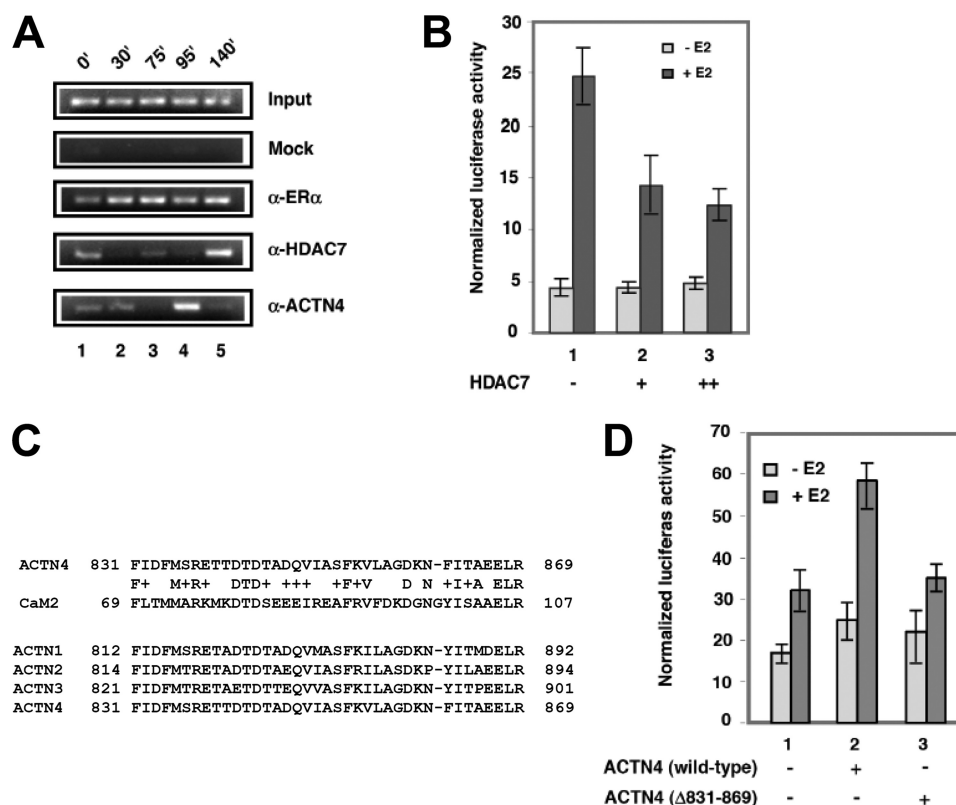 A
0' 30' 75' 95' 140'
Input
Mock
α-ERα
α-HDAC7
α-ACTN4
1 2 3 4 5
B
Normalized luciferase activity
30
25
20
15
10
5
0
- E2
+ E2
1 2 3
HDAC7 - + ++
C
ACTN4 831 FIDFMSRETTDTDTADQVIASFKVLAGDKN-FITAEELR 869
F+ M+R+ DTD+ +++ +F+V D N +I+A ELR
CaM2 69 FLTMMARKMKDTDSEEEIREAFRVFDKDGNGYISAAELR 107
ACTN1 812 FIDFMSRETADTDTADQVMASFKILAGDKN-YITMDELR 892
ACTN2 814 FIDFMTRETADTDTAEQVIASFRILASDKP-YILAEELR 894
ACTN3 821 FIDFMTRETAETDTTEQVVASFKILAGDKN-YITPEELR 901
ACTN4 831 FIDFMSRETTDTDTADQVIASFKVLAGDKN-FITAEELR 869
D
Normalized luciferas activity
70
60
50
40
30
20
10
0
- E2
+ E2
1 2 3
ACTN4 (wild-type) - + -
ACTN4 (Δ831-869) - - +